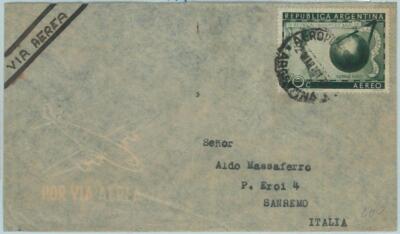 VIA AEREA
REPUBLICA ARGENTINA
AEREO
Señor
Aldo Massaferro
P. Eroi 4
SANREMO
ITALIA
POR VIA AEREA